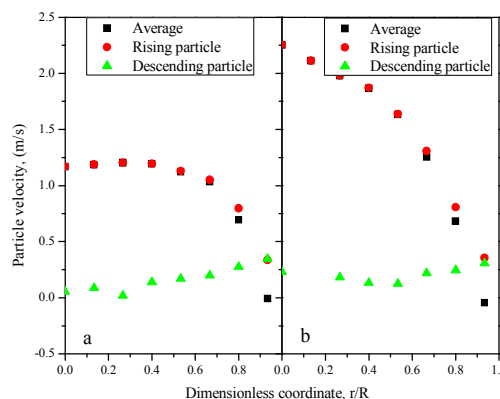 2.5
2.0
1.5
1.0
0.5
0.0
-0.5
Particle velocity, (m/s)
Average
Rising particle
Descending particle
Average
Rising particle
Descending particle
a
b
0.0 0.2 0.4 0.6 0.8 0.0 0.2 0.4 0.6 0.8 1.0
Dimensionless coordinate, r/R